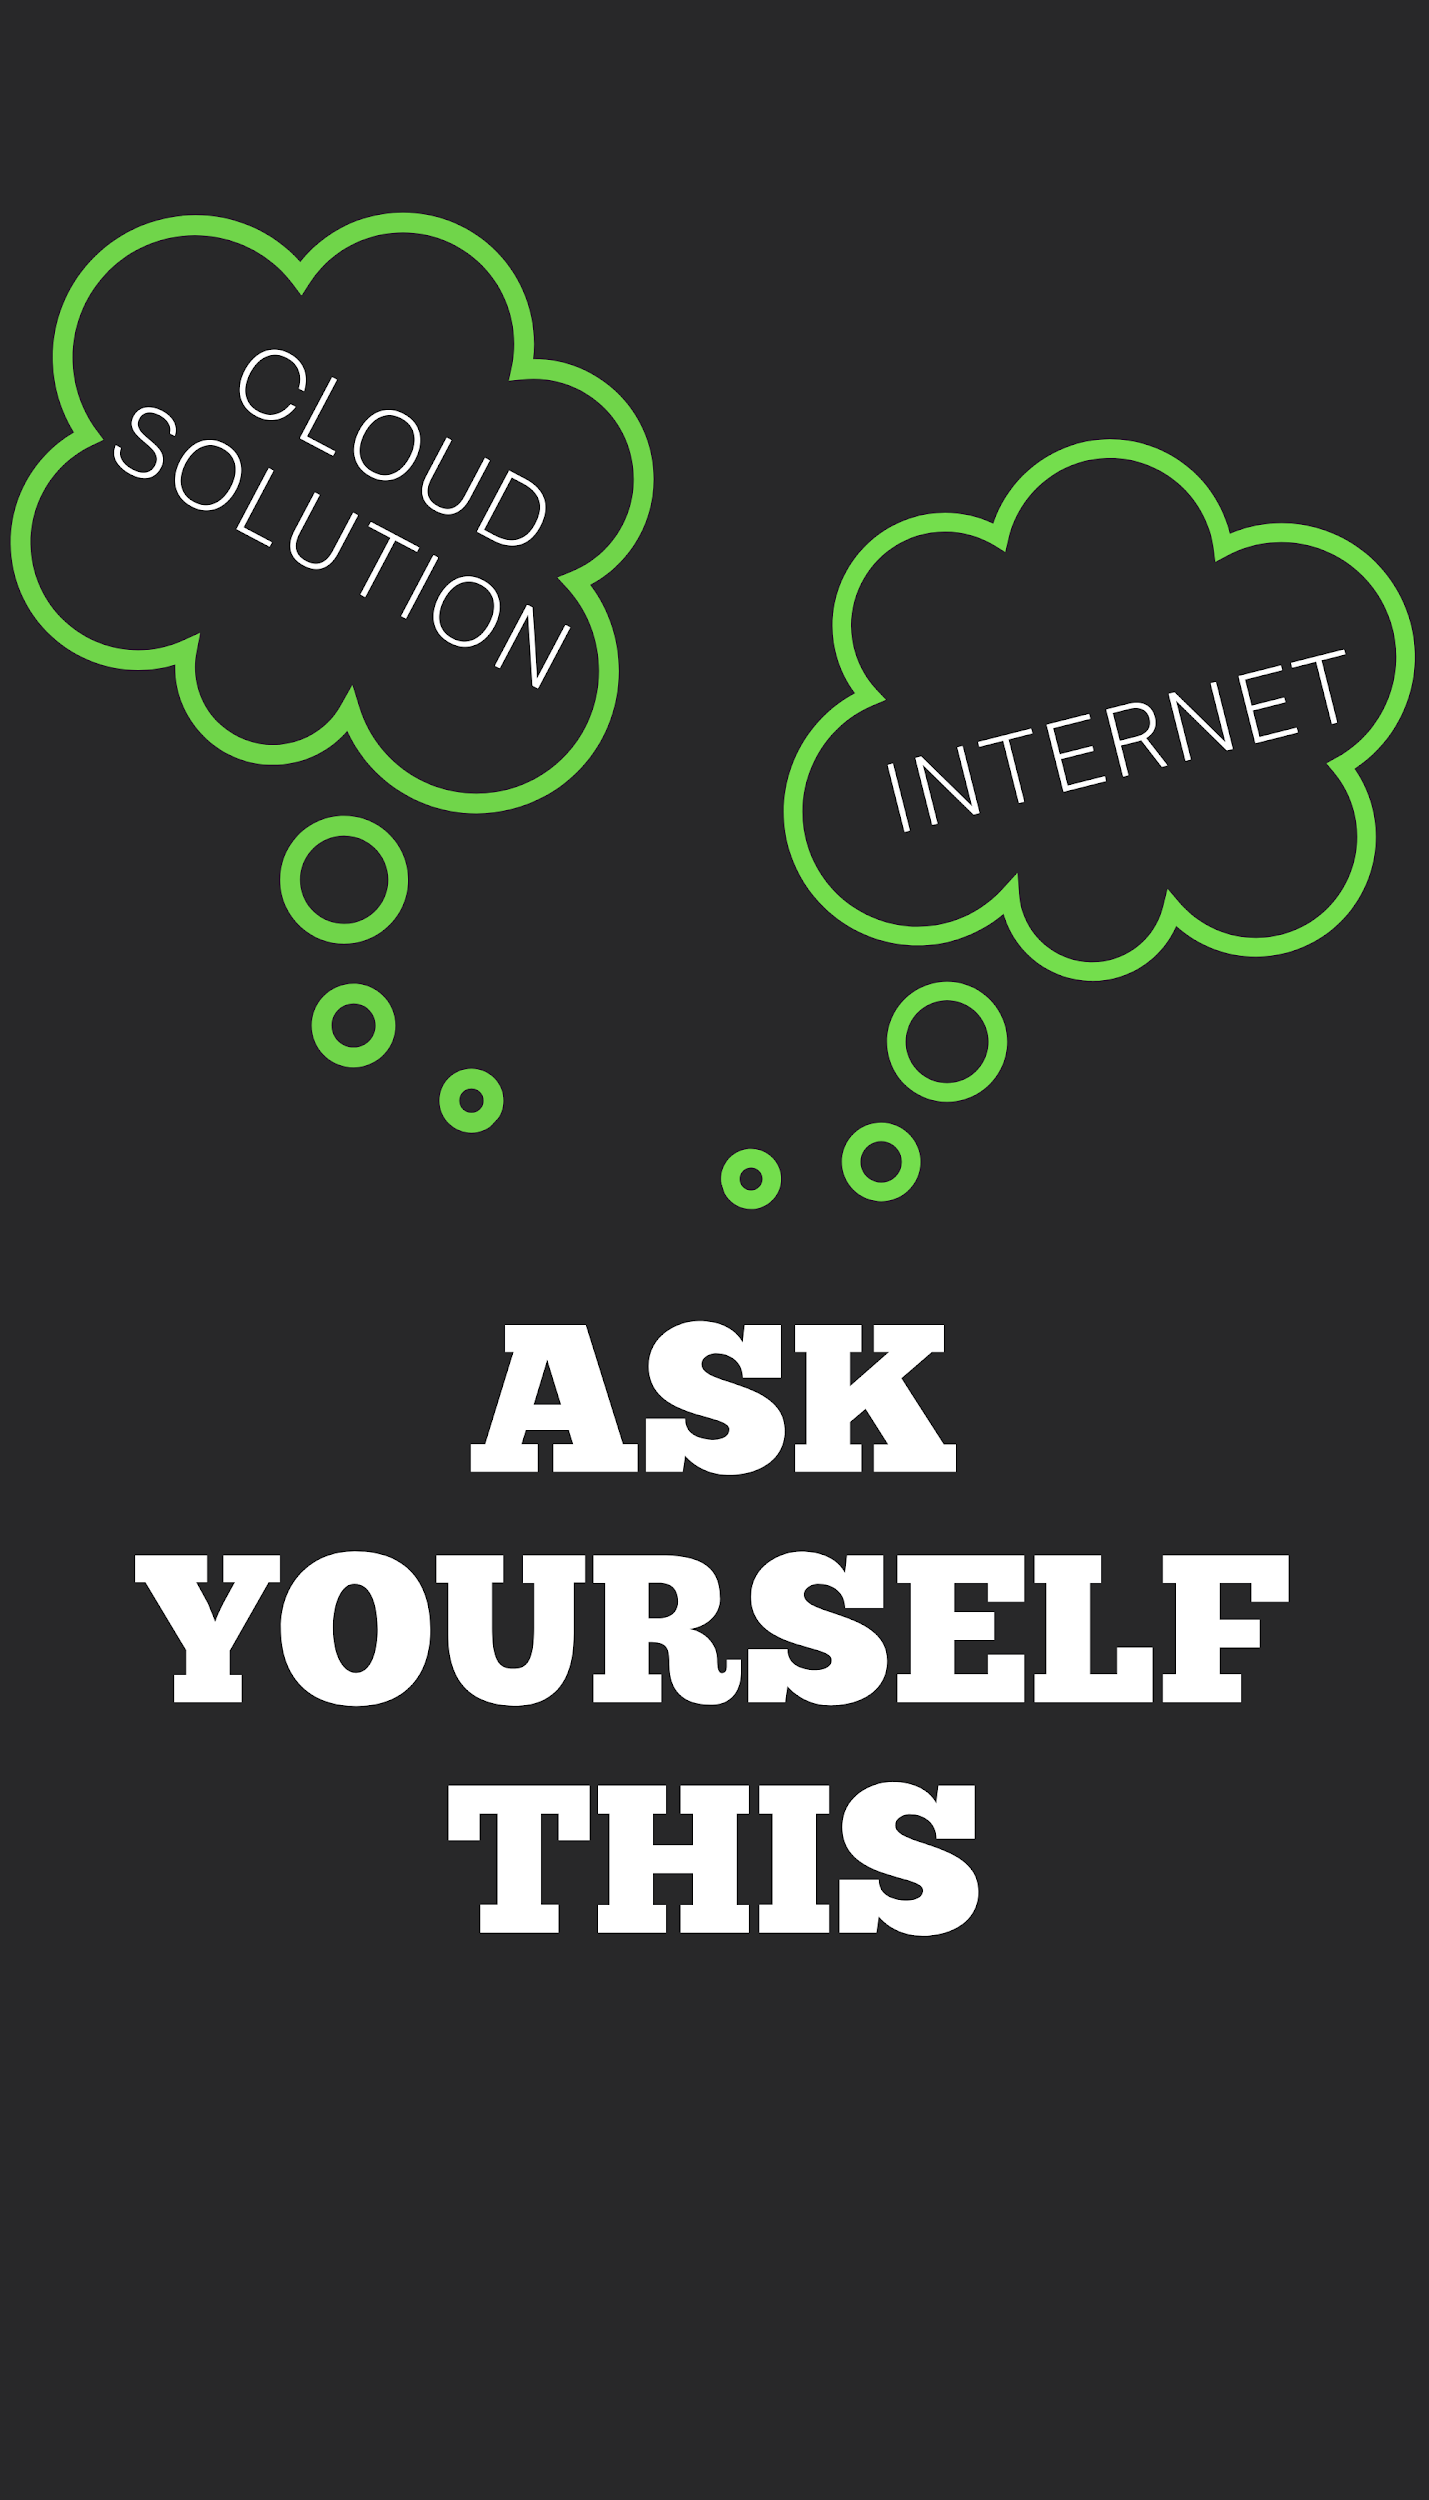 CLOUD
SOLUTION
INTERNET
ASK
YOURSELF
THIS